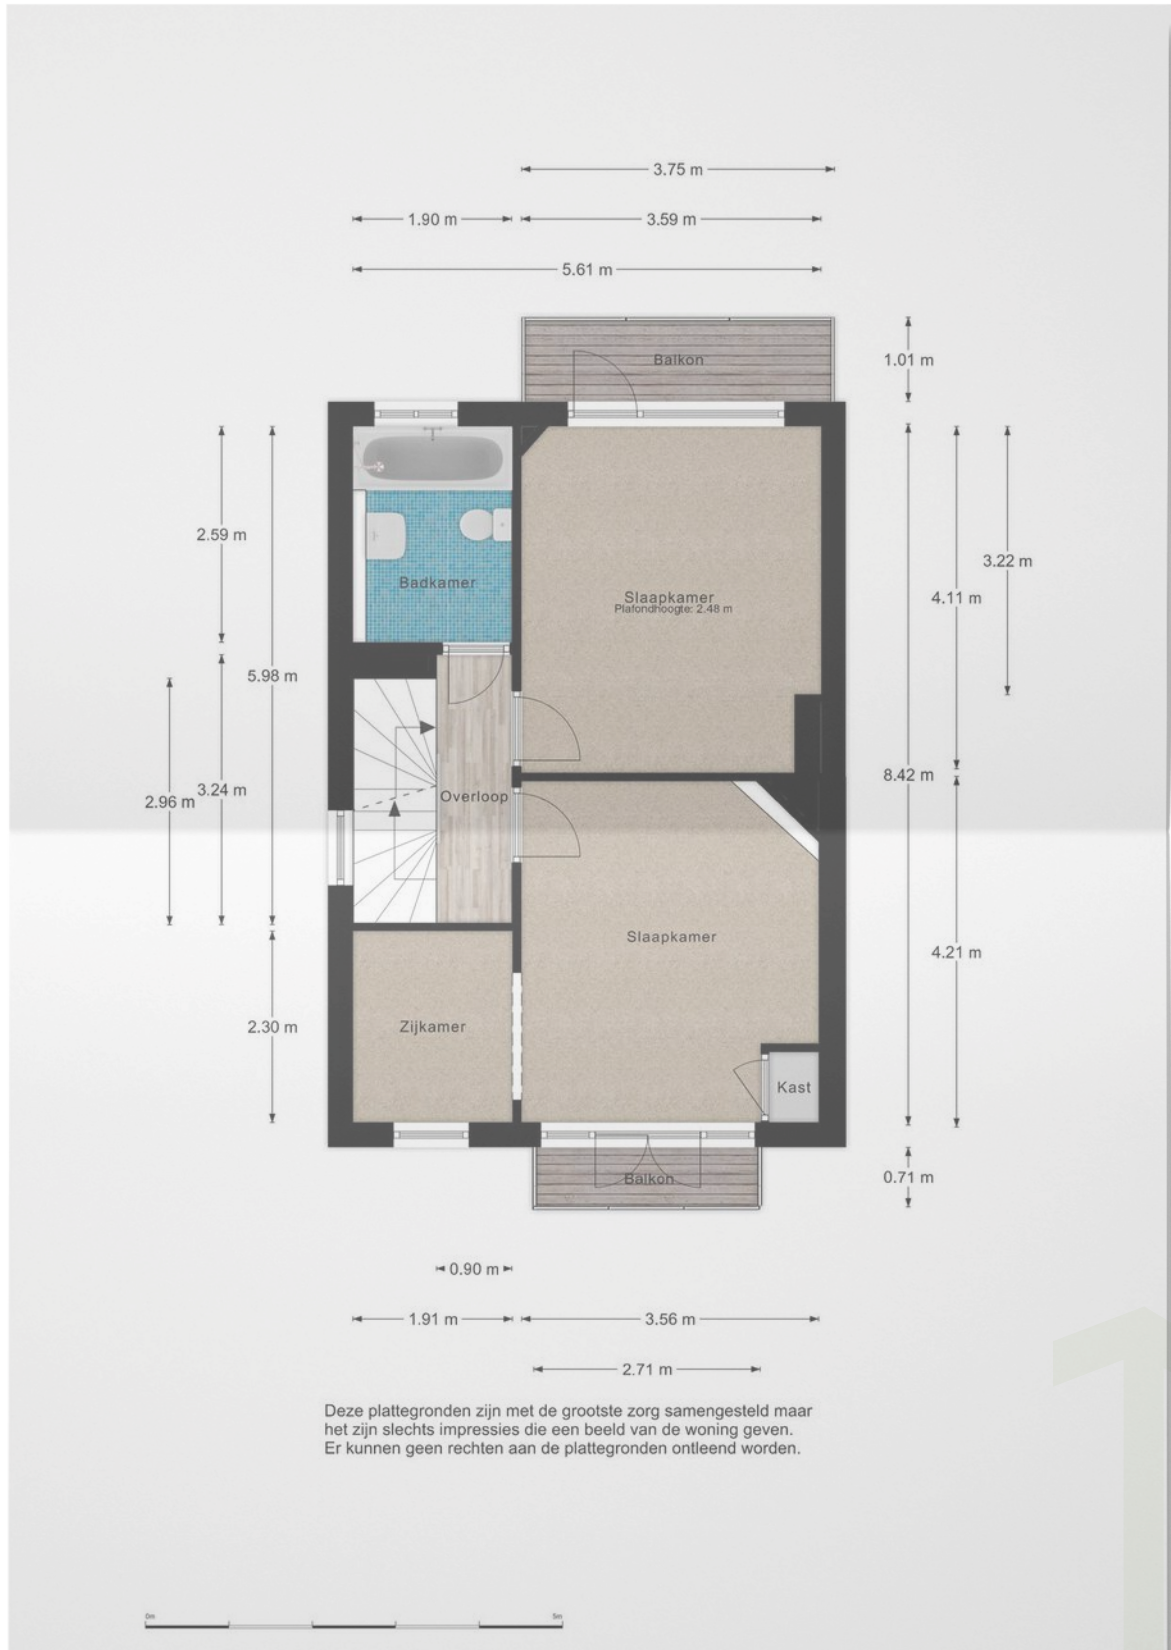 3.75 m
1.90 m
3.59 m
5.61 m
Balkon
1.01 m
2.59 m
Badkamer
3.22 m
Slaapkamer
Plafondhoogte: 2.48 m
4.11 m
5.98 m
8.42 m
3.24 m
Overloop
2.96 m
Slaapkamer
4.21 m
Zijkamer
2.30 m
Kast
Balkon
0.71 m
0.90 m
1.91 m
3.56 m
2.71 m
Deze plattegronden zijn met de grootste zorg samengesteld maar
het zijn slechts impressies die een beeld van de woning geven.
Er kunnen geen rechten aan de plattegronden ontleend worden.
1
0m
5m